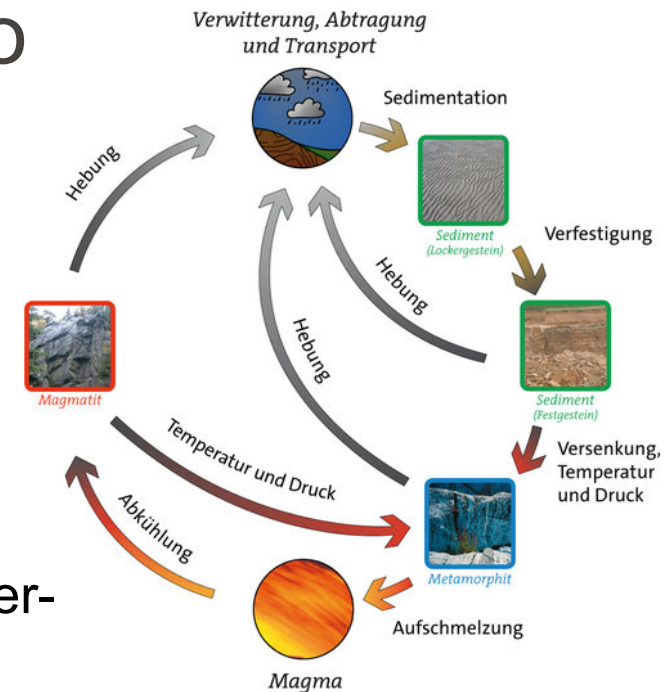 o
Verwitterung, Abtragung
und Transport
Sedimentation
Hebung
Sediment
(Lockergestein)
Verfestigung
Hebung
Hebung
Magmatit
Sediment
(Festgestein)
Temperatur und Druck
Versenkung,
Temperatur
und Druck
Abkühlung
Metamorphit
er-
Aufschmelzung
Magma